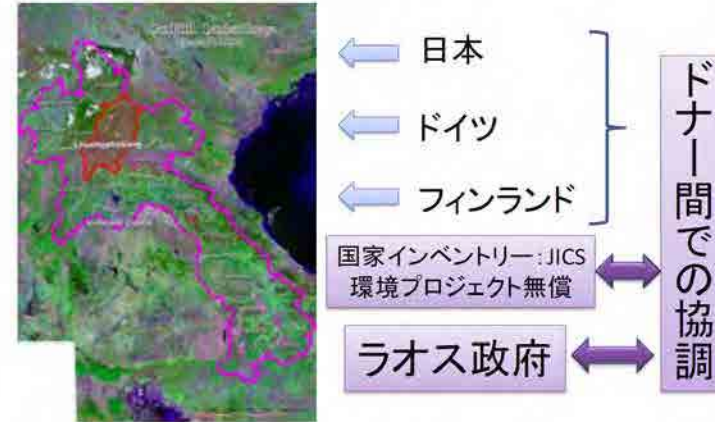 日本
ドイツ
フィンランド
国家インベントリー:JICS
環境プロジェクト無償
ラオス政府
ドナー間での協調